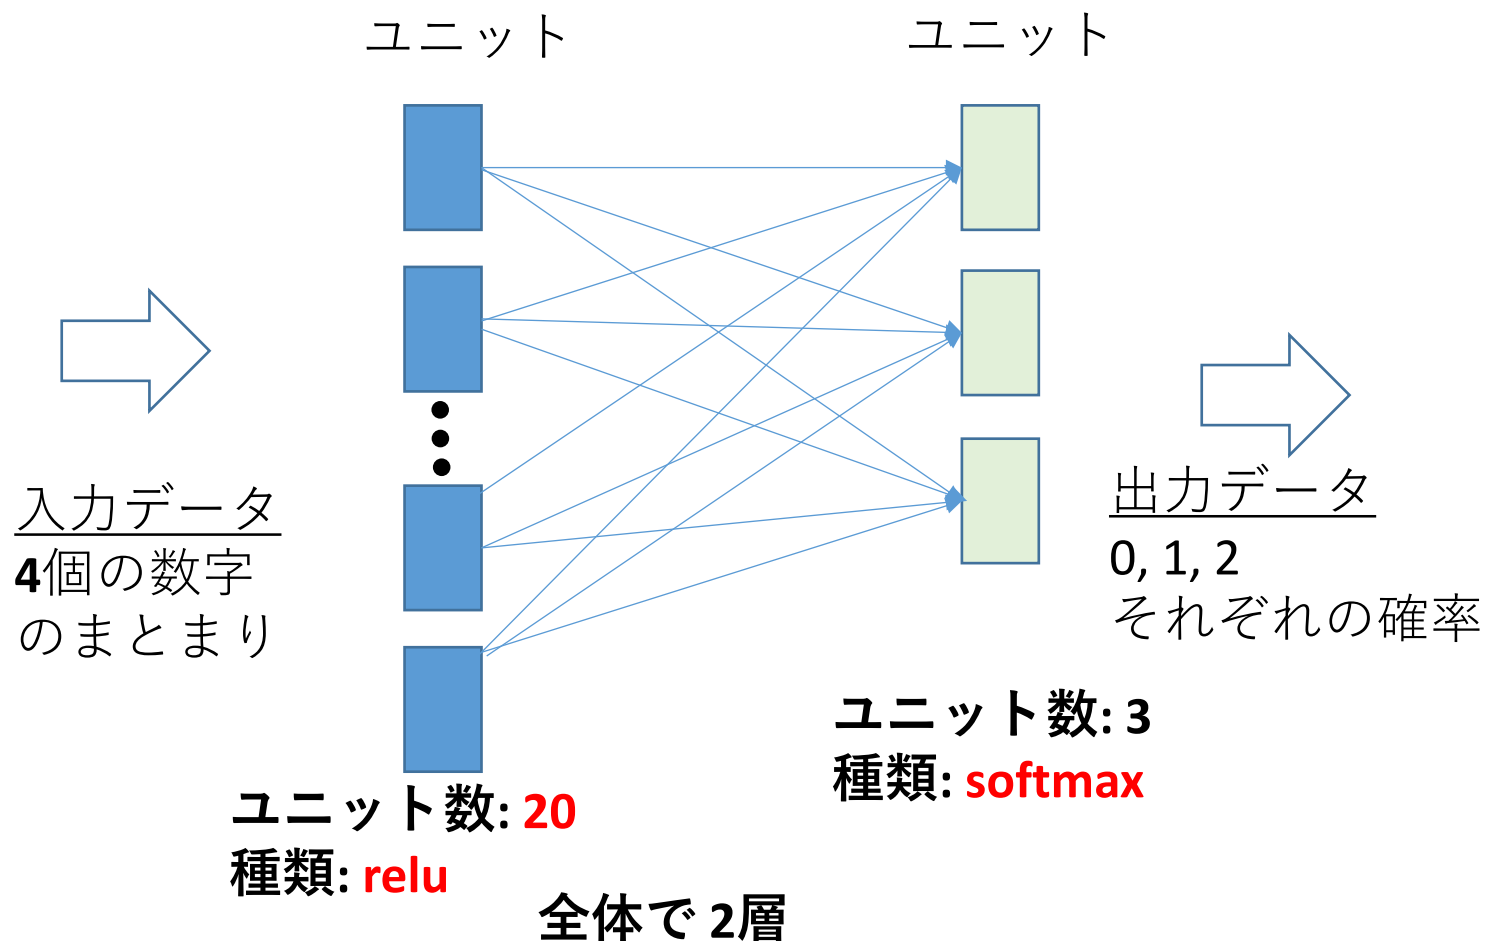 ユニット
ユニット
入力データ
4個の数字
のまとまり
出力データ
0, 1, 2
それぞれの確率
ユニット数: 3
種類: softmax
ユニット数: 20
種類: relu
全体で 2層